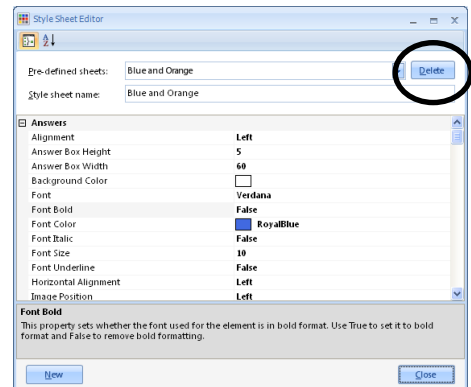 Style Sheet Editor
Pre-defined sheets: Blue and Orange Delete
Style sheet name: Blue and Orange
Answers
Alignment Left
Answer Box Height 5
Answer Box Width 60
Background Color
Font Verdana
Font Bold False
Font Color RoyalBlue
Font Italic False
Font Size 10
Font Underline False
Horizontal Alignment Left
Image Position Left
Font Bold
This property sets whether the font used for the element is in bold format. Use True to set it to bold
format and False to remove bold formatting.
New Close